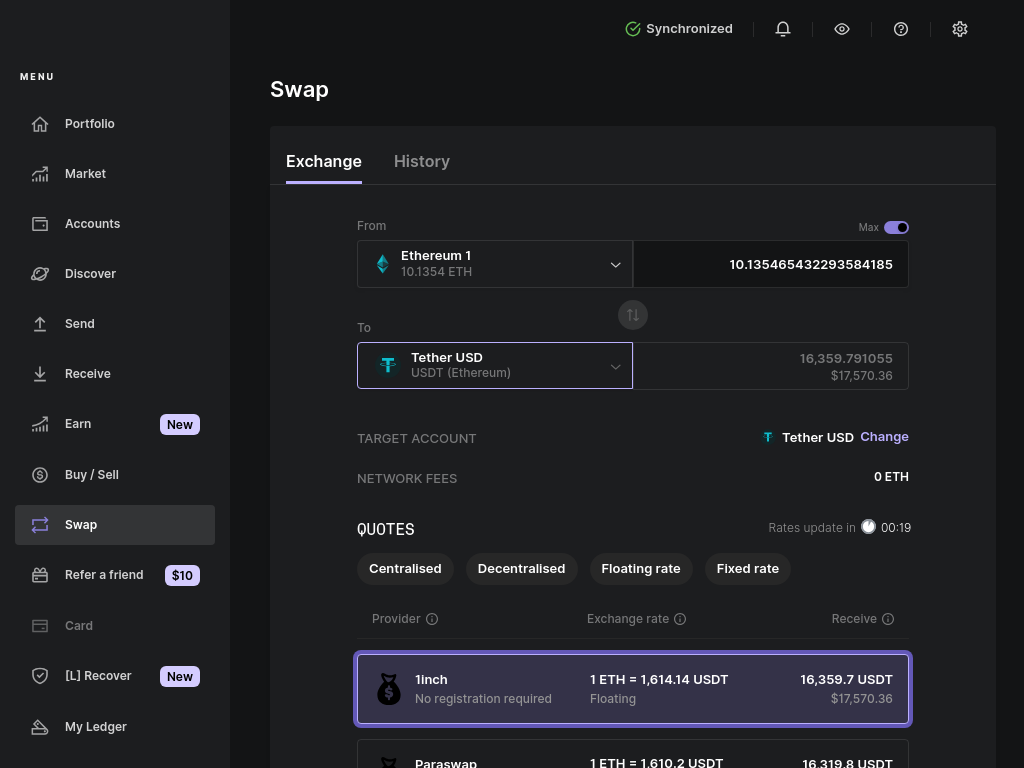 Synchronized
MENU
Portfolio
Market
Accounts
Discover
Send
Receive
Earn New
Buy / Sell
Swap
Refer a friend $10
Card
[L] Recover New
My Ledger
Swap
Exchange History
From Max
Ethereum 1
10.1354 ETH
10.135465432293584185
To
Tether USD
USDT (Ethereum)
16,359.791055
$17,570.36
TARGET ACCOUNT Tether USD Change
NETWORK FEES 0 ETH
QUOTES Rates update in 00:19
Centralised Decentralised Floating rate Fixed rate
Provider Exchange rate Receive
1inch 1 ETH = 1,614.14 USDT 16,359.7 USDT
No registration required Floating $17,570.36
Paraswap 1 ETH = 1,610.2 USDT 16,319.8 USDT